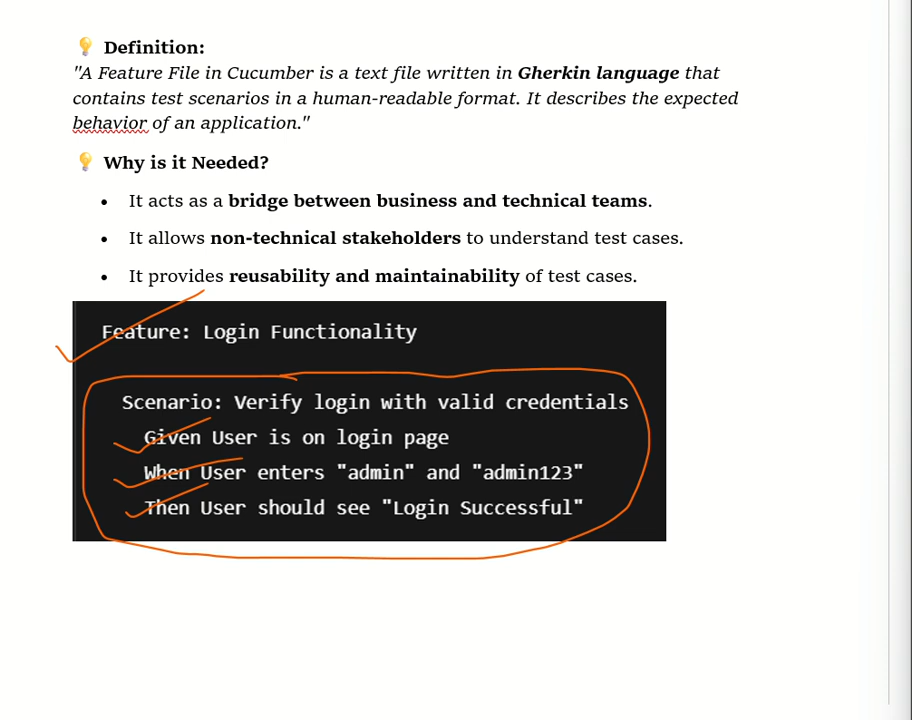 💡 Definition:
"A Feature File in Cucumber is a text file written in Gherkin language that
contains test scenarios in a human-readable format. It describes the expected
behavior of an application."
💡 Why is it Needed?
• It acts as a bridge between business and technical teams.
• It allows non-technical stakeholders to understand test cases.
• It provides reusability and maintainability of test cases.
Feature: Login Functionality
Scenario: Verify login with valid credentials
Given User is on login page
When User enters "admin" and "admin123"
Then User should see "Login Successful"